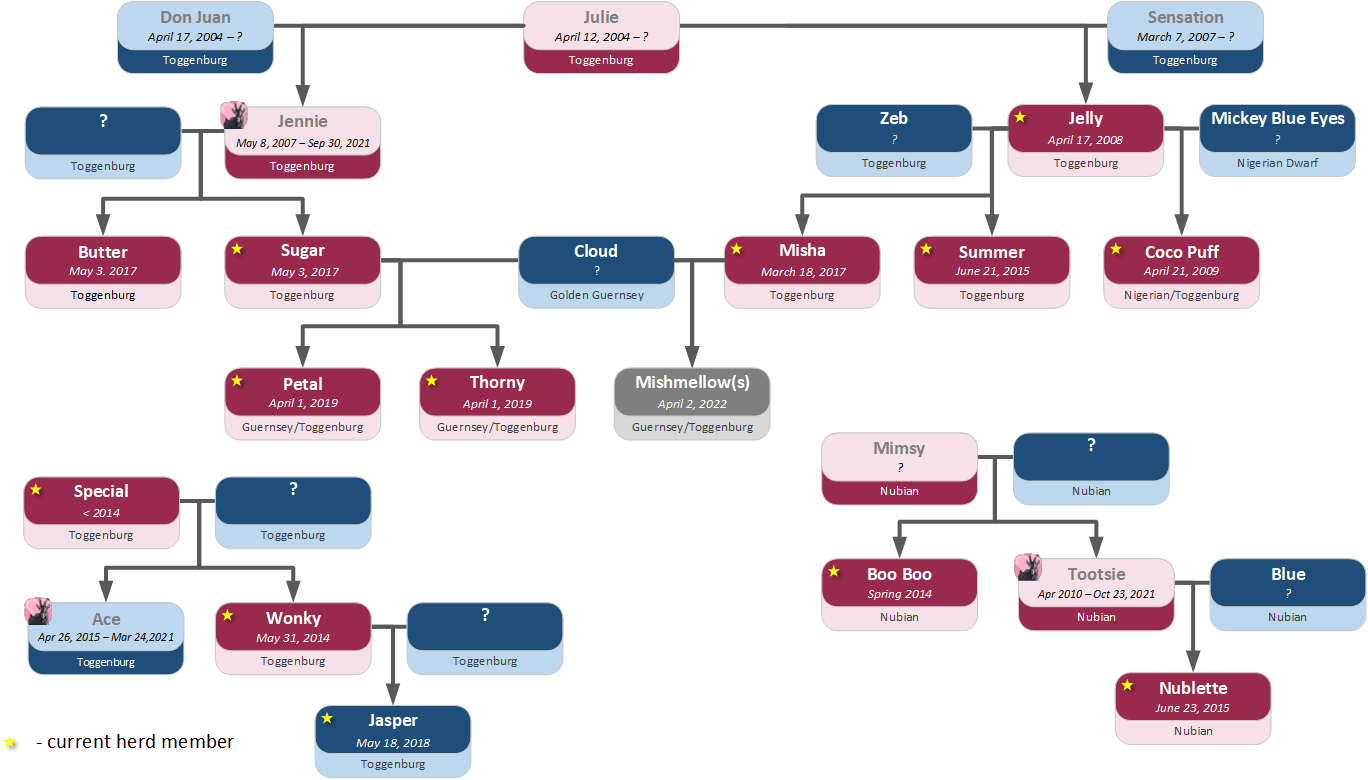 Don Juan
April 17, 2004 – ?
Toggenburg
Julie
April 12, 2004 – ?
Toggenburg
Sensation
March 7, 2007 – ?
Toggenburg
?
Toggenburg
Jennie
May 8, 2007 – Sep 30, 2021
Toggenburg
Zeb
?
Toggenburg
Jelly
April 17, 2008
Toggenburg
Mickey Blue Eyes
?
Nigerian Dwarf
Butter
May 3. 2017
Toggenburg
Sugar
May 3, 2017
Toggenburg
Cloud
?
Golden Guernsey
Misha
March 18, 2017
Toggenburg
Summer
June 21, 2015
Toggenburg
Coco Puff
April 21, 2009
Nigerian/Toggenburg
Petal
April 1, 2019
Guernsey/Toggenburg
Thorny
April 1, 2019
Guernsey/Toggenburg
Mishmellow(s)
April 2, 2022
Guernsey/Toggenburg
Mimsy
?
Nubian
?
Nubian
Special
< 2014
Toggenburg
?
Toggenburg
Boo Boo
Spring 2014
Nubian
Tootsie
Apr 2010 – Oct 23, 2021
Nubian
Blue
?
Nubian
Ace
Apr 26, 2015 – Mar 24,2021
Toggenburg
Wonky
May 31, 2014
Toggenburg
?
Toggenburg
Nublette
June 23, 2015
Nubian
Jasper
May 18, 2018
Toggenburg
- current herd member